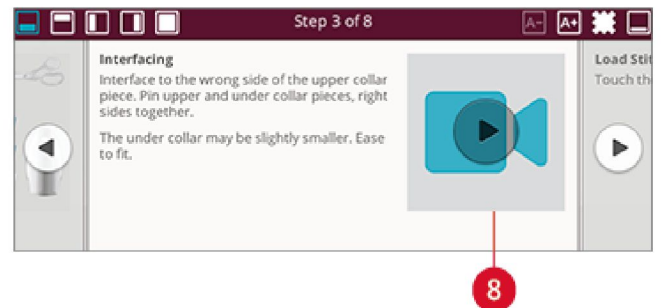 Step 3 of 8
A- A+
Interfacing
Interface to the wrong side of the upper collar
piece. Pin upper and under collar pieces, right
sides together.
The under collar may be slightly smaller. Ease
to fit.
Load Stit
Touch th
8